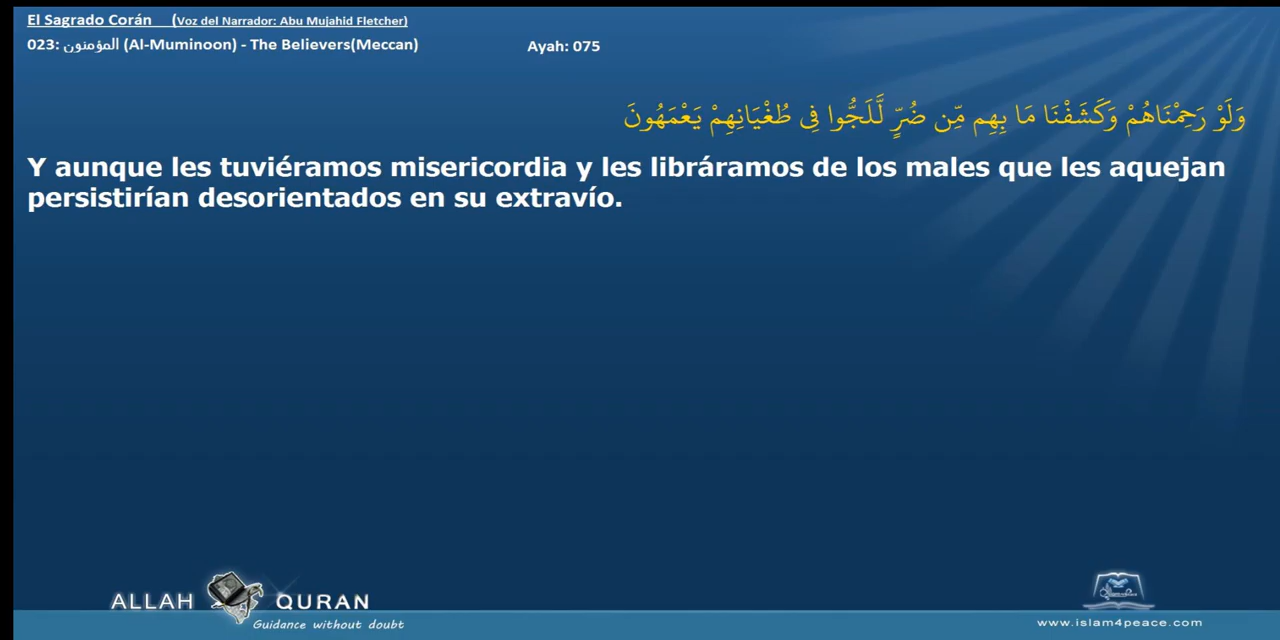 El Sagrado Corán (Voz del Narrador: Abu Mujahid Fletcher)
023: المؤمنون (Al-Muminoon) - The Believers(Meccan) Ayah: 075
وَلَوْ رَحِمْنَاهُمْ وَكَشَفْنَا مَا بِهِم مِّن ضُرٍّ لَّلَجُّوا فِي طُغْيَانِهِمْ يَعْمَهُونَ
Y aunque les tuviéramos misericordia y les libráramos de los males que les aquejan
persistirían desorientados en su extravío.
ALLAH QURAN
Guidance without doubt
www.islam4peace.com